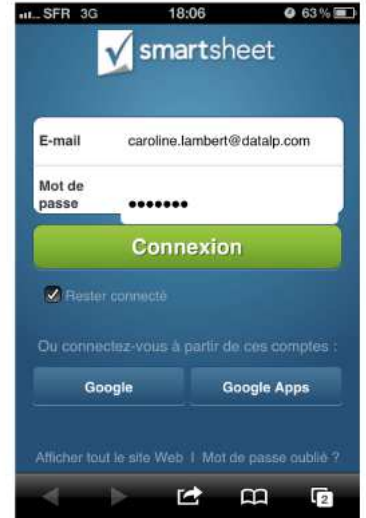 SFR 3G 18:06 63 %
smartsheet
E-mail caroline.lambert@datalp.com
Mot de
passe •••••••
Connexion
Rester connecté
Ou connectez-vous à partir de ces comptes :
Google Google Apps
Afficher tout le site Web I Mot de passe oublié ?
2